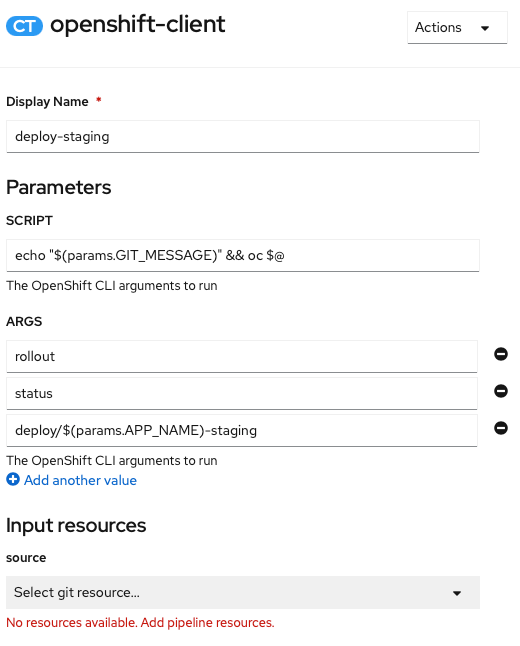 CT openshift-client
Actions
Display Name *
deploy-staging
Parameters
SCRIPT
echo "$(params.GIT_MESSAGE)" && oc $@
The OpenShift CLI arguments to run
ARGS
rollout
status
deploy/$(params.APP_NAME)-staging
The OpenShift CLI arguments to run
Add another value
Input resources
source
Select git resource...
No resources available. Add pipeline resources.